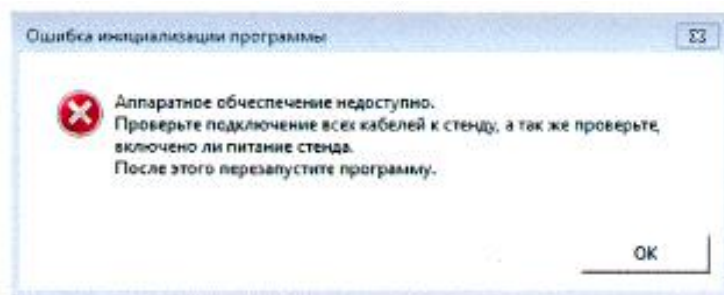 Ошибка инициализации программы
Аппаратное обчеспечение недоступно.
Проверьте подключение всех кабелей к стенду, а так же проверьте,
включено ли питание стенда.
После этого перезапустите программу.
OK